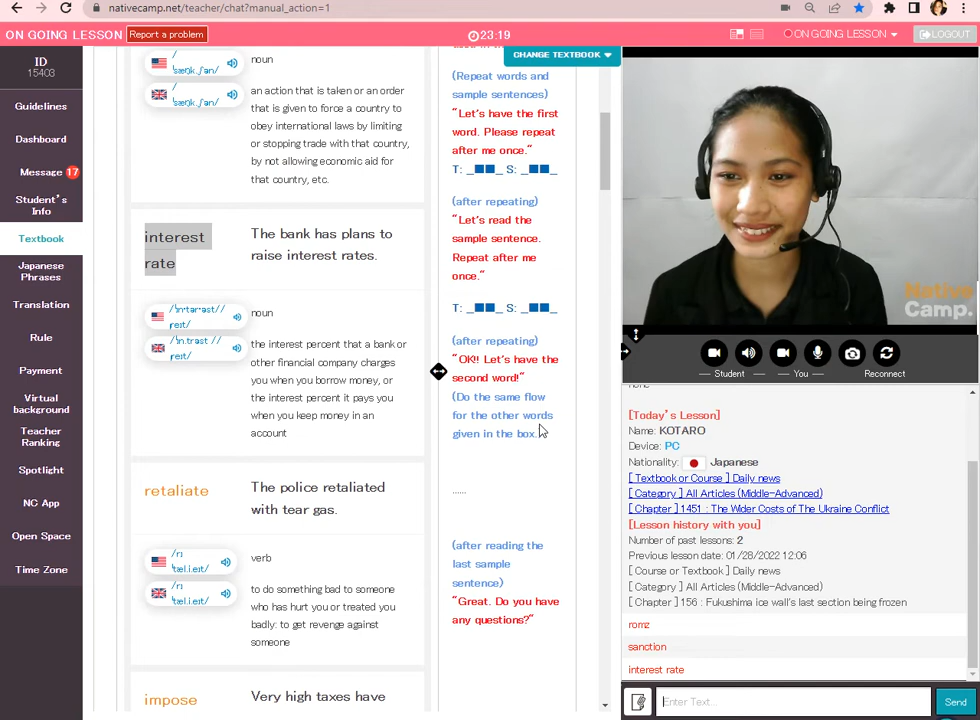 nativecamp.net/teacher/chat?manual_action=1
ON GOING LESSON
Report a problem
23:19
ON GOING LESSON
LOGOUT
ID
15403
Guidelines
Dashboard
Message 17
Student's
Info
Textbook
Japanese
Phrases
Translation
Rule
Payment
Virtual
background
Teacher
Ranking
Spotlight
NC App
Open Space
Time Zone
noun
an action that is taken or an order
that is given to force a country to
obey international laws by limiting
or stopping trade with that country,
by not allowing economic aid for
that country, etc.
interest
rate
The bank has plans to
raise interest rates.
noun
the interest percent that a bank or
other financial company charges
you when you borrow money, or
the interest percent it pays you
when you keep money in an
account
retaliate
The police retaliated
with tear gas.
verb
to do something bad to someone
who has hurt you or treated you
badly: to get revenge against
someone
impose
Very high taxes have
CHANGE TEXTBOOK
(Repeat words and
sample sentences)
"Let's have the first
word. Please repeat
after me once."
T: _■■_ S: _■■_
(after repeating)
"Let's read the
sample sentence.
Repeat after me
once."
T: _■■_ S: _■■_
(after repeating)
"OK!! Let's have the
second word!"
(Do the same flow
for the other words
given in the box.
......
(after reading the
last sample
sentence)
"Great. Do you have
any questions?"
Native
Camp.
Student
You
Reconnect
[Today's Lesson]
Name: KOTARO
Device: PC
Nationality: Japanese
[ Textbook or Course ] Daily news
[ Category ] All Articles (Middle-Advanced)
[ Chapter ] 1451 : The Wider Costs of The Ukraine Conflict
[Lesson history with you]
Number of past lessons: 2
Previous lesson date: 01/28/2022 12:06
[ Course or Textbook ] Daily news
[ Category ] All Articles (Middle-Advanced)
[ Chapter ] 156 : Fukushima ice wall's last section being frozen
romz
sanction
interest rate
Enter Text...
Send